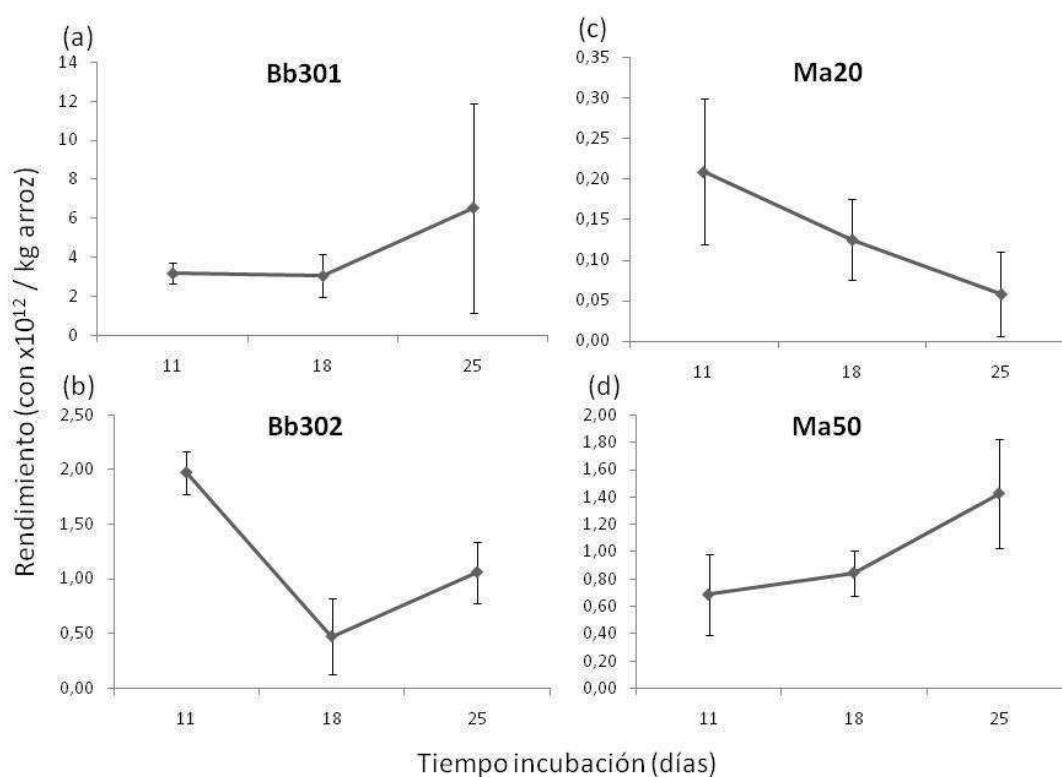 (a)
Bb301
14
12
10
8
6
4
2
0
11 18 25
(c)
Ma20
0,35
0,30
0,25
0,20
0,15
0,10
0,05
0,00
11 18 25
(b)
Bb302
2,50
2,00
1,50
1,00
0,50
0,00
11 18 25
(d)
Ma50
2,00
1,80
1,60
1,40
1,20
1,00
0,80
0,60
0,40
0,20
0,00
11 18 25
Rendimiento (con x10¹² / kg arroz)
Tiempo incubación (días)